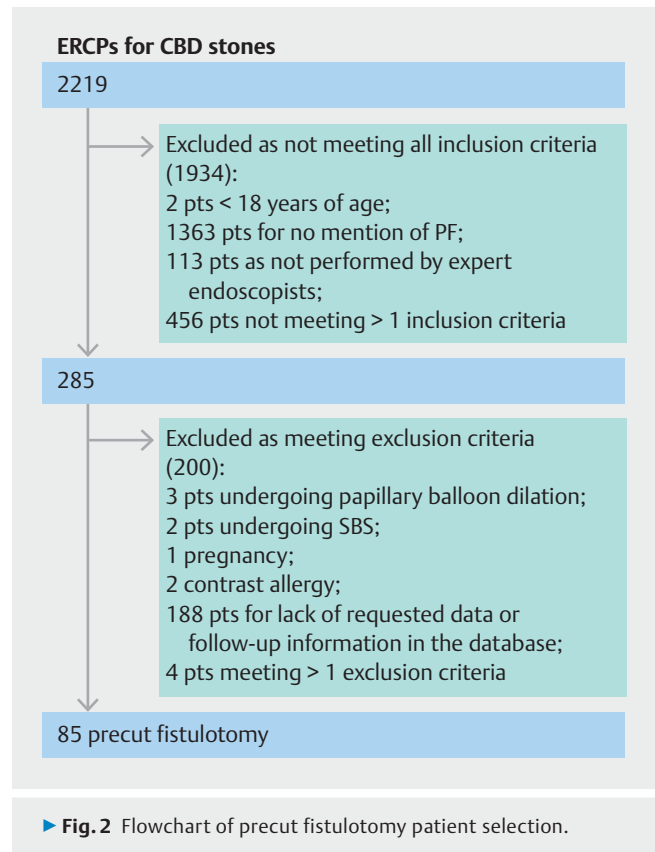 ERCPs for CBD stones
2219
Excluded as not meeting all inclusion criteria
(1934):
2 pts < 18 years of age;
1363 pts for no mention of PF;
113 pts as not performed by expert
endoscopists;
456 pts not meeting > 1 inclusion criteria
285
Excluded as meeting exclusion criteria
(200):
3 pts undergoing papillary balloon dilation;
2 pts undergoing SBS;
1 pregnancy;
2 contrast allergy;
188 pts for lack of requested data or
follow-up information in the database;
4 pts meeting > 1 exclusion criteria
85 precut fistulotomy
▶ Fig. 2 Flowchart of precut fistulotomy patient selection.